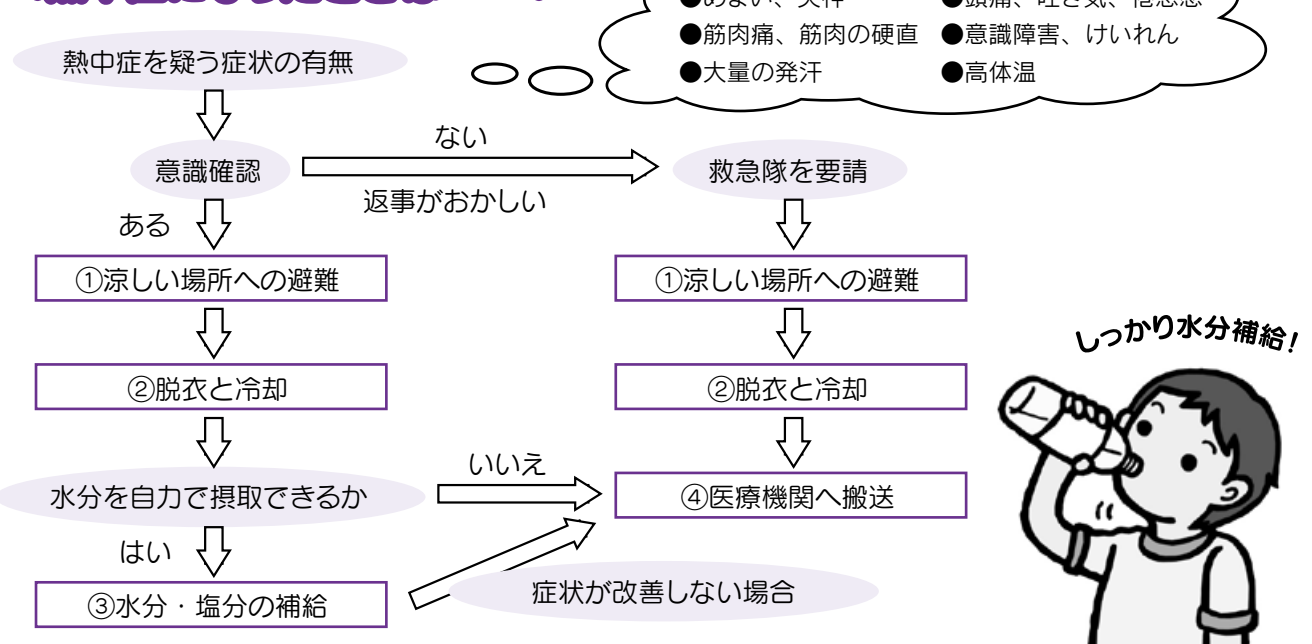 ●筋肉痛、筋肉の硬直 ●意識障害、けいれん
●大量の発汗 ●高体温
熱中症を疑う症状の有無
意識確認
ない
返事がおかしい
救急隊を要請
ある
①涼しい場所への避難
①涼しい場所への避難
②脱衣と冷却
②脱衣と冷却
水分を自力で摂取できるか
いいえ
④医療機関へ搬送
はい
③水分・塩分の補給
症状が改善しない場合
しっかり水分補給!